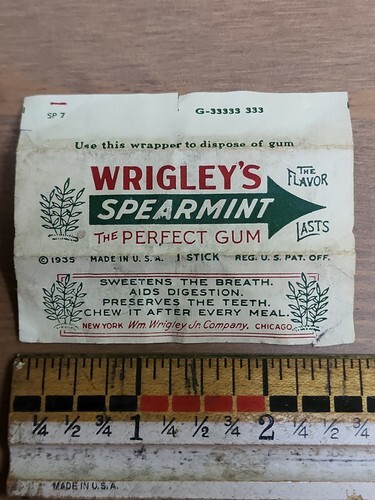 SP 7 G-33333 333
Use this wrapper to dispose of gum
WRIGLEY'S
SPEARMINT
THE PERFECT GUM
THE
FLAVOR
LASTS
©1935 MADE IN U.S.A. 1 STICK REG. U.S. PAT. OFF.
SWEETENS THE BREATH.
AIDS DIGESTION.
PRESERVES THE TEETH.
CHEW IT AFTER EVERY MEAL.
NEW YORK Wm. Wrigley Jr. Company, CHICAGO,
1/4 1/2 3/4 1 1/4 1/2 3/4 2 1/4 1/2 3/4
MADE IN U.S.A.